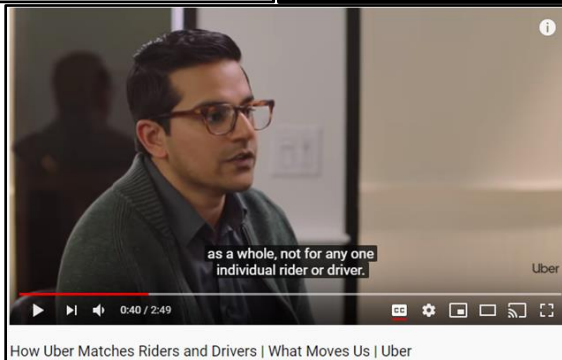 as a whole, not for any one
individual rider or driver.
Uber
0:40 / 2:49
CC
How Uber Matches Riders and Drivers | What Moves Us | Uber